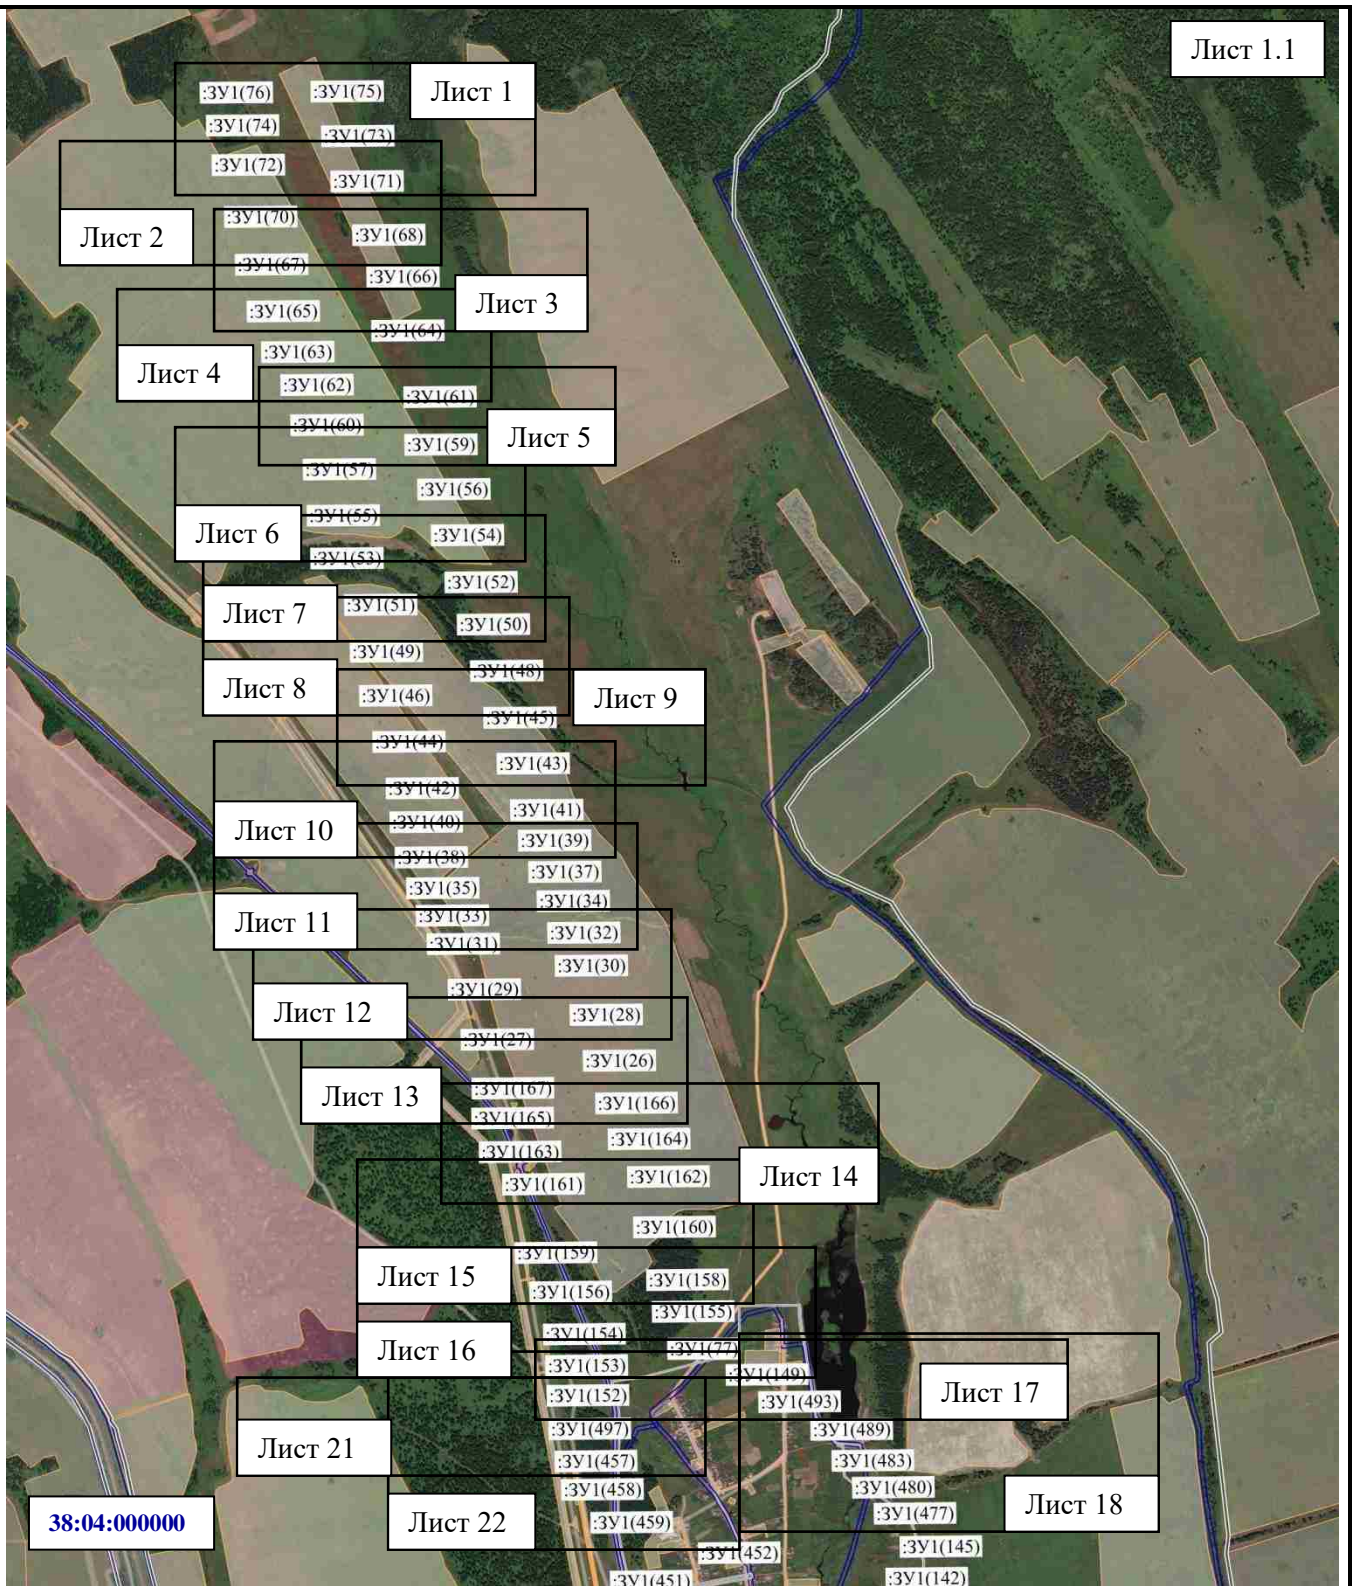 Лист 1.1
Лист 1
:ЗУ1(76)
:ЗУ1(75)
:ЗУ1(74)
:ЗУ1(73)
:ЗУ1(72)
:ЗУ1(71)
:ЗУ1(70)
Лист 2
:ЗУ1(68)
:ЗУ1(67)
:ЗУ1(66)
Лист 3
:ЗУ1(65)
:ЗУ1(64)
:ЗУ1(63)
Лист 4
:ЗУ1(62)
:ЗУ1(61)
:ЗУ1(60)
Лист 5
:ЗУ1(59)
:ЗУ1(57)
:ЗУ1(56)
:ЗУ1(55)
Лист 6
:ЗУ1(54)
:ЗУ1(53)
:ЗУ1(52)
Лист 7
:ЗУ1(51)
:ЗУ1(50)
:ЗУ1(49)
:ЗУ1(48)
Лист 8
:ЗУ1(46)
Лист 9
:ЗУ1(45)
:ЗУ1(44)
:ЗУ1(43)
:ЗУ1(42)
:ЗУ1(41)
Лист 10
:ЗУ1(40)
:ЗУ1(39)
:ЗУ1(38)
:ЗУ1(37)
:ЗУ1(35)
:ЗУ1(34)
Лист 11
:ЗУ1(33)
:ЗУ1(32)
:ЗУ1(31)
:ЗУ1(30)
:ЗУ1(29)
Лист 12
:ЗУ1(28)
:ЗУ1(27)
:ЗУ1(26)
:ЗУ1(167)
Лист 13
:ЗУ1(166)
:ЗУ1(165)
:ЗУ1(164)
:ЗУ1(163)
:ЗУ1(162)
Лист 14
:ЗУ1(161)
:ЗУ1(160)
:ЗУ1(159)
Лист 15
:ЗУ1(158)
:ЗУ1(156)
:ЗУ1(155)
:ЗУ1(154)
Лист 16
:ЗУ1(77)
:ЗУ1(153)
:ЗУ1(149)
:ЗУ1(152)
:ЗУ1(493)
Лист 17
:ЗУ1(497)
:ЗУ1(489)
Лист 21
:ЗУ1(457)
:ЗУ1(483)
:ЗУ1(458)
:ЗУ1(480)
Лист 18
:ЗУ1(477)
38:04:000000
Лист 22
:ЗУ1(459)
:ЗУ1(145)
:ЗУ1(452)
:ЗУ1(451)
:ЗУ1(142)